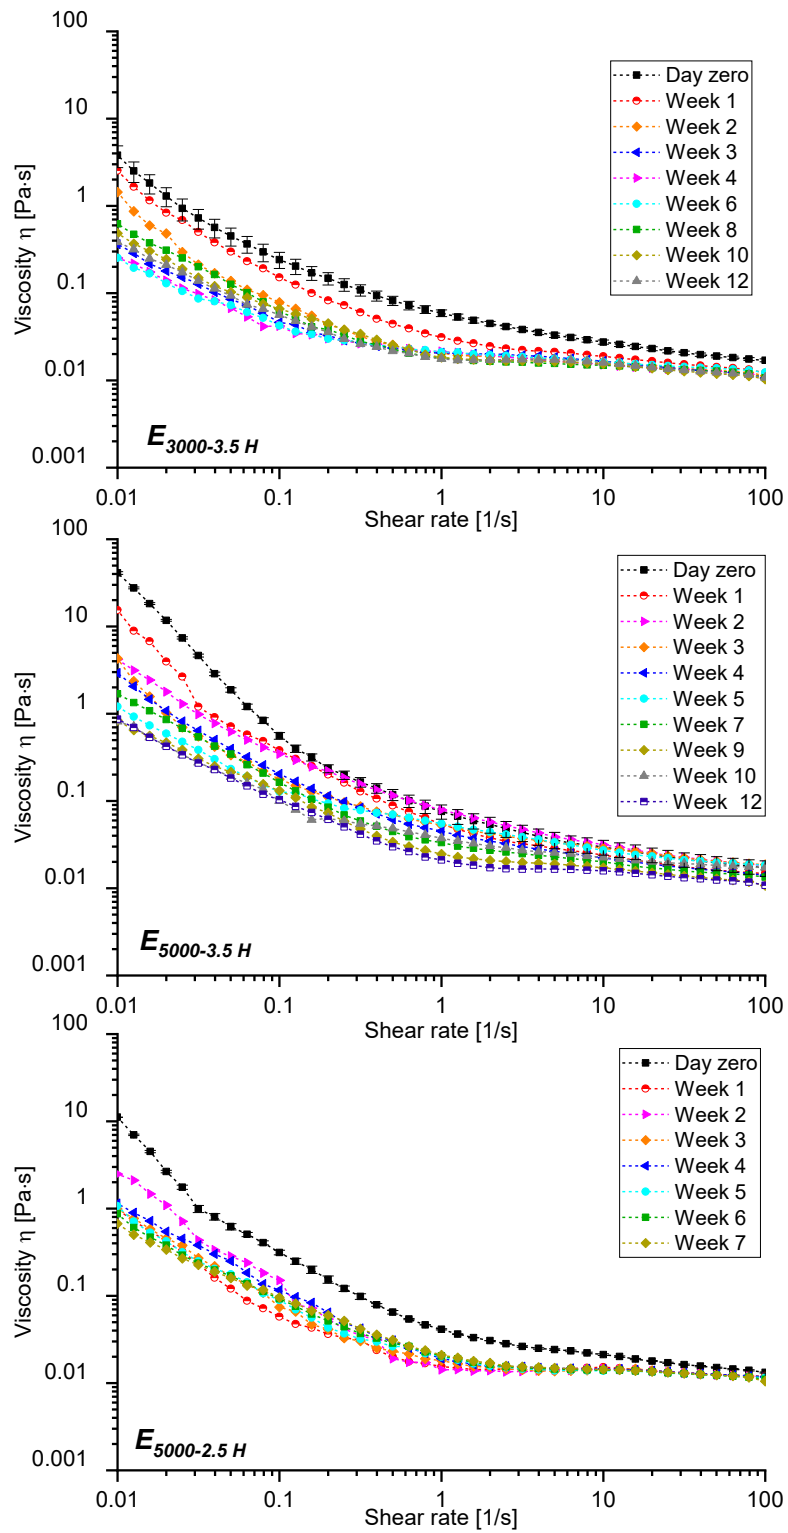 100
10
1
0.1
0.01
0.001
Viscosity η [Pa·s]
Day zero
Week 1
Week 2
Week 3
Week 4
Week 6
Week 8
Week 10
Week 12
E3000-3.5 H
0.01 0.1 1 10 100
Shear rate [1/s]
100
10
1
0.1
0.01
0.001
Viscosity η [Pa·s]
Day zero
Week 1
Week 2
Week 3
Week 4
Week 5
Week 7
Week 9
Week 10
Week 12
E5000-3.5 H
0.01 0.1 1 10 100
Shear rate [1/s]
100
10
1
0.1
0.01
0.001
Viscosity η [Pa·s]
Day zero
Week 1
Week 2
Week 3
Week 4
Week 5
Week 6
Week 7
E5000-2.5 H
0.01 0.1 1 10 100
Shear rate [1/s]